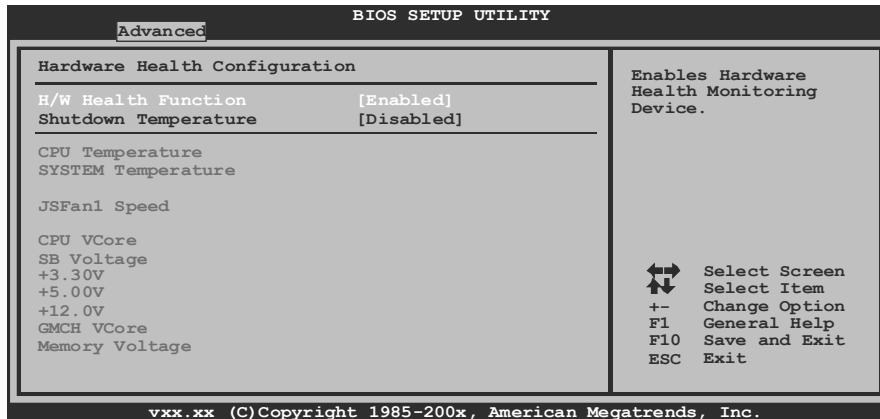 BIOS SETUP UTILITY
Advanced
Hardware Health Configuration
H/W Health Function [Enabled]
Shutdown Temperature [Disabled]
CPU Temperature
SYSTEM Temperature
JSFan1 Speed
CPU VCore
SB Voltage
+3.30V
+5.00V
+12.0V
GMCH VCore
Memory Voltage
Enables Hardware
Health Monitoring
Device.
Select Screen
Select Item
+- Change Option
F1 General Help
F10 Save and Exit
ESC Exit
vxx.xx (C)Copyright 1985-200x, American Megatrends, Inc.